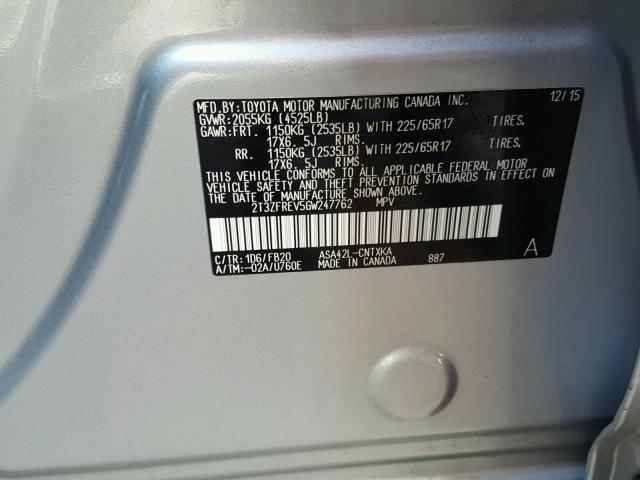 MFD.BY:TOYOTA MOTOR MANUFACTURING CANADA INC. 12/15
GVWR:2055KG (4525LB)
GAWR:FRT. 1150KG (2535LB) WITH 225/65R17 TIRES,
17X6. 5J RIMS.
RR. 1150KG (2535LB) WITH 225/65R17 TIRES,
17X6. 5J RIMS.
THIS VEHICLE CONFORMS TO ALL APPLICABLE FEDERAL MOTOR
VEHICLE SAFETY AND THEFT PREVENTION STANDARDS IN EFFECT ON
THE DATE OF MANUFACTURE SHOWN ABOVE.
2T3ZFREV5GW247762 MPV
C/TR:1D6/FB20 ASA42L-CNTXKA A
A/TM:-02A/U760E MADE IN CANADA 887